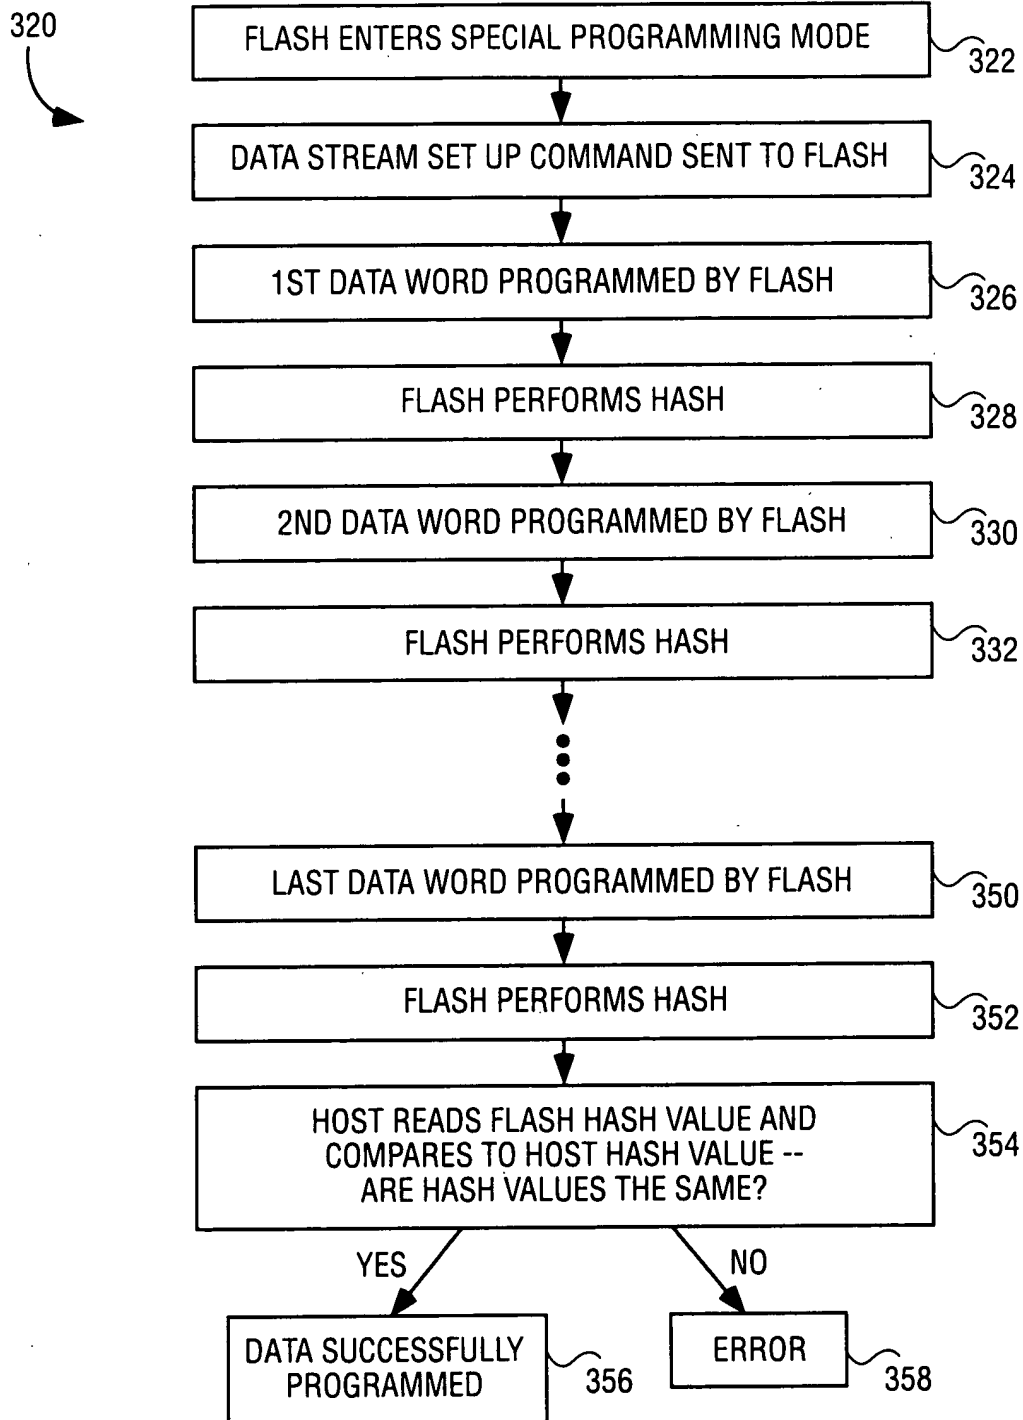 320
FLASH ENTERS SPECIAL PROGRAMMING MODE
322
DATA STREAM SET UP COMMAND SENT TO FLASH
324
1ST DATA WORD PROGRAMMED BY FLASH
326
FLASH PERFORMS HASH
328
2ND DATA WORD PROGRAMMED BY FLASH
330
FLASH PERFORMS HASH
332
LAST DATA WORD PROGRAMMED BY FLASH
350
FLASH PERFORMS HASH
352
HOST READS FLASH HASH VALUE AND
COMPARES TO HOST HASH VALUE --
ARE HASH VALUES THE SAME?
354
YES
NO
DATA SUCCESSFULLY
PROGRAMMED
356
ERROR
358